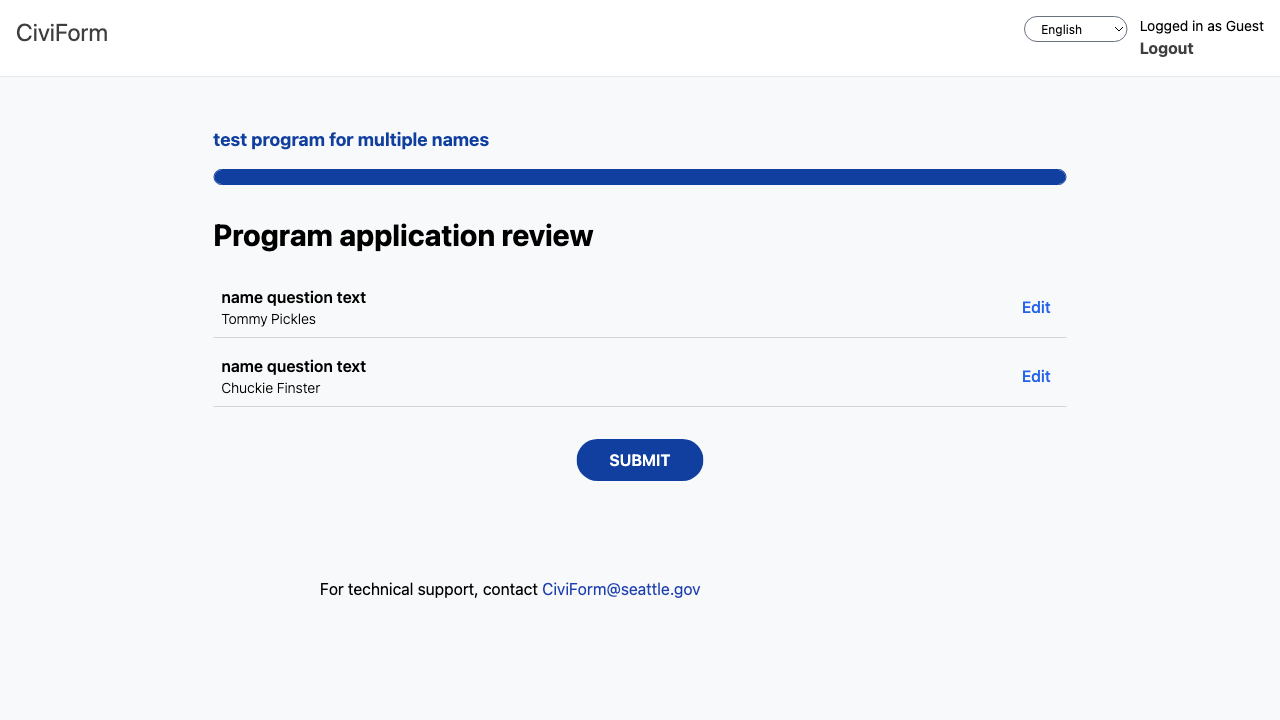 CiviForm
English
Logged in as Guest
Logout
test program for multiple names
Program application review
name question text
Tommy Pickles
Edit
name question text
Chuckie Finster
Edit
SUBMIT
For technical support, contact CiviForm@seattle.gov